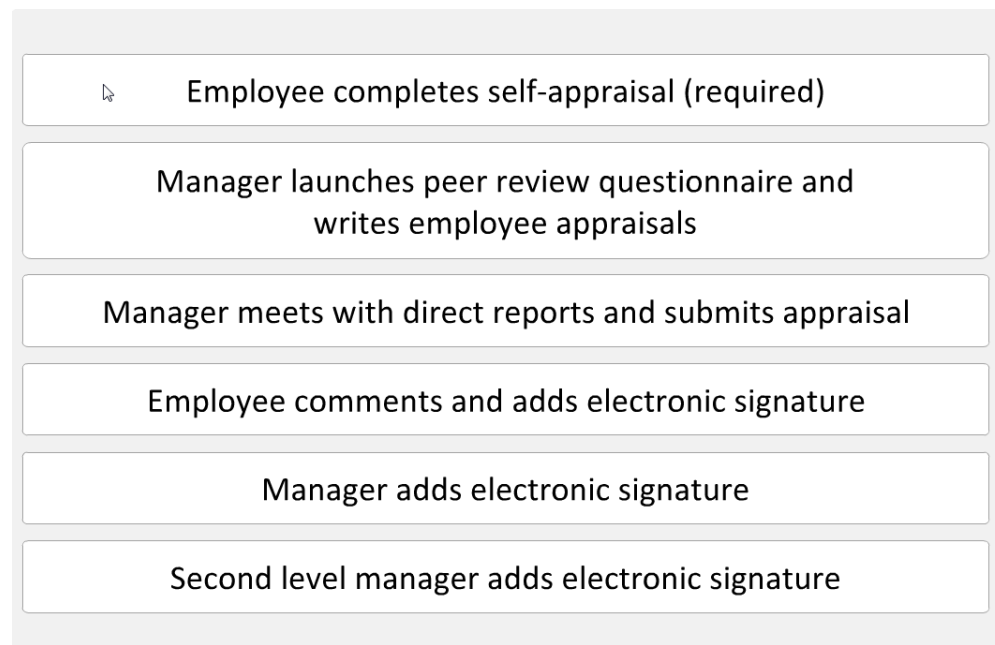 Employee completes self-appraisal (required)
Manager launches peer review questionnaire and
writes employee appraisals
Manager meets with direct reports and submits appraisal
Employee comments and adds electronic signature
Manager adds electronic signature
Second level manager adds electronic signature